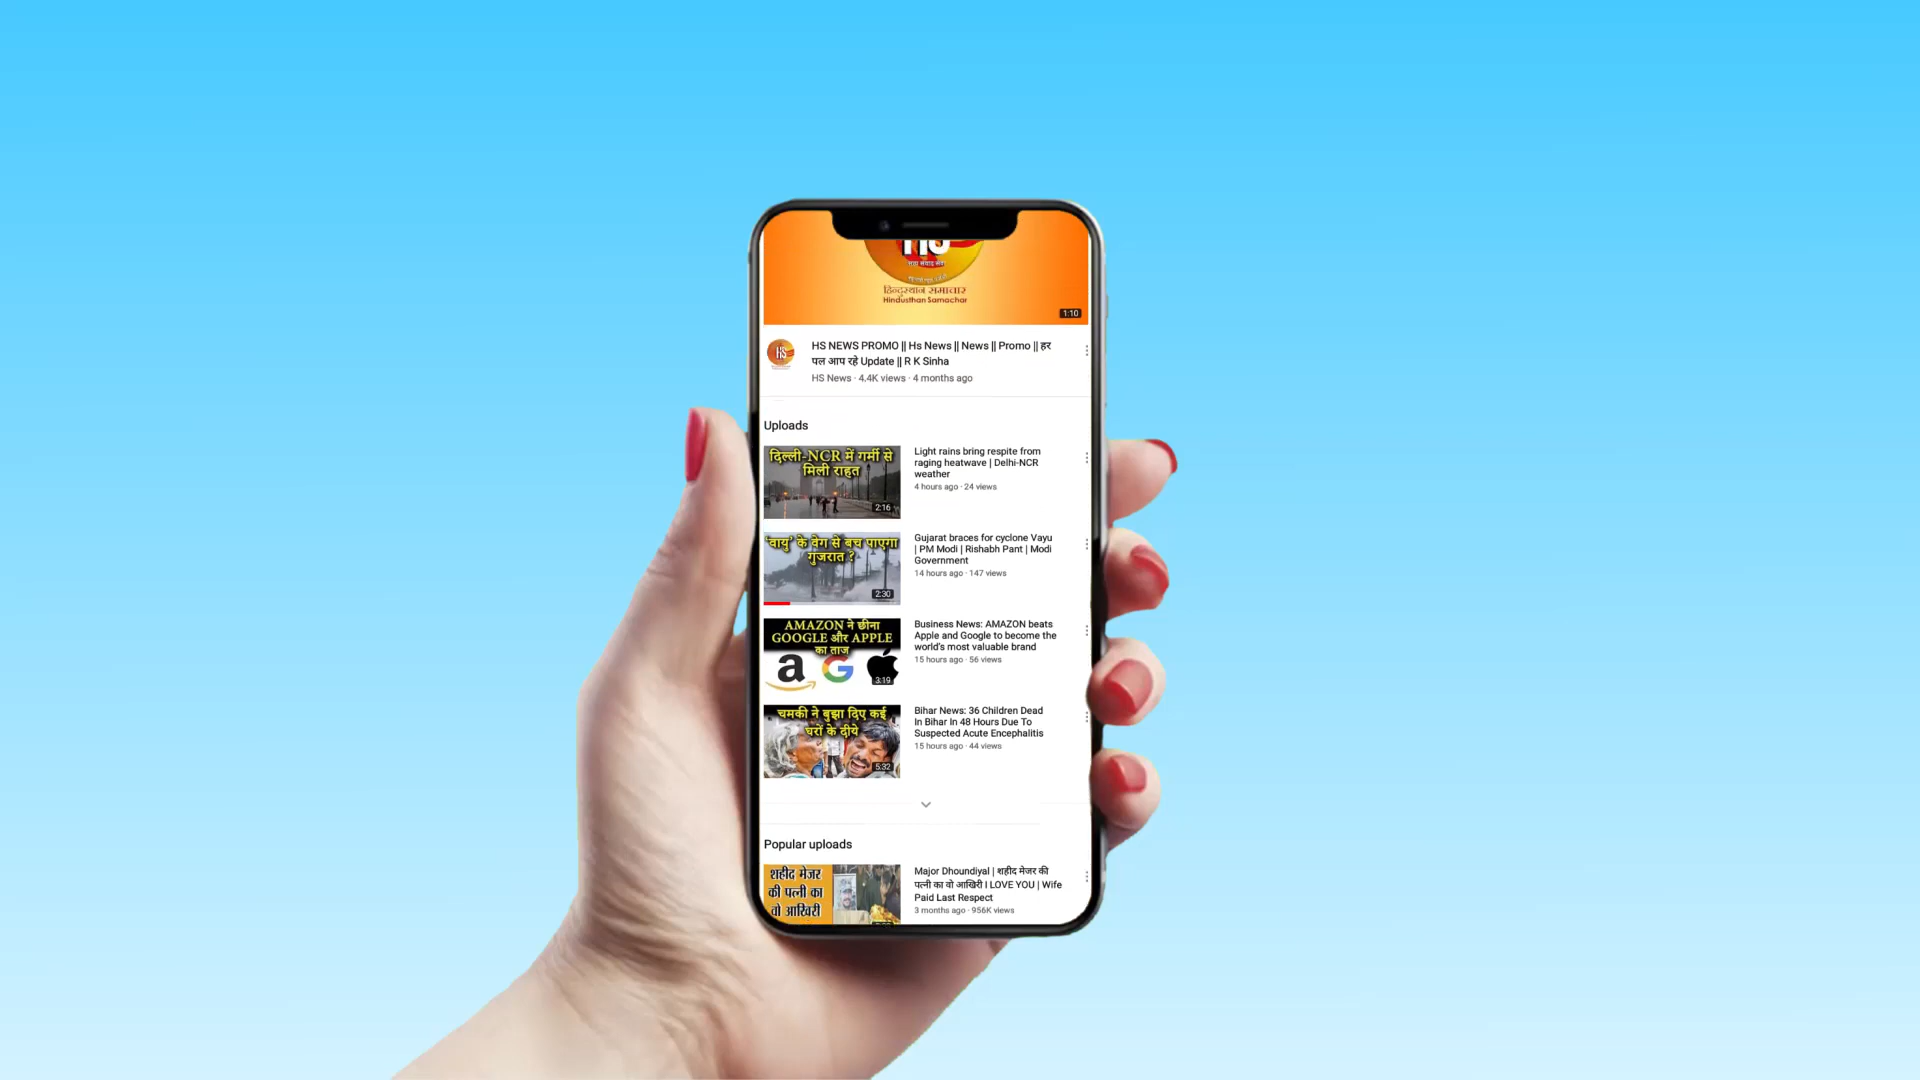 हिन्दुस्थान समाचार
Hindusthan Samachar
1:10
HS
HS NEWS PROMO || Hs News || News || Promo || हर
पल आप रहे Update || R K Sinha
HS News · 4.4K views · 4 months ago
Uploads
दिल्ली-NCR में गर्मी से
मिली राहत
2:16
Light rains bring respite from
raging heatwave | Delhi-NCR
weather
4 hours ago · 24 views
'वायु' के वेग से बच पाएगा
गुजरात ?
2:30
Gujarat braces for cyclone Vayu
| PM Modi | Rishabh Pant | Modi
Government
14 hours ago · 147 views
AMAZON ने छीना
GOOGLE और APPLE
का ताज
a
G
3:19
Business News: AMAZON beats
Apple and Google to become the
world's most valuable brand
15 hours ago · 56 views
चमकी ने बुझा दिए कई
घरों के दीये
5:32
Bihar News: 36 Children Dead
In Bihar In 48 Hours Due To
Suspected Acute Encephalitis
15 hours ago · 44 views
Popular uploads
शहीद मेजर
की पत्नी का
वो आखिरी
Major Dhoundiyal | शहीद मेजर की
पत्नी का वो आखिरी I LOVE YOU | Wife
Paid Last Respect
3 months ago · 956K views